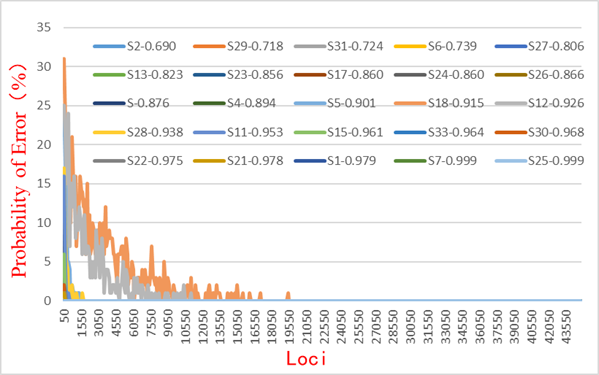 35
S2-0.690 S29-0.718 S31-0.724 S6-0.739 S27-0.806
30
S13-0.823 S23-0.856 S17-0.860 S24-0.860 S26-0.866
25
S-0.876 S4-0.894 S5-0.901 S18-0.915 S12-0.926
20
S28-0.938 S11-0.953 S15-0.961 S33-0.964 S30-0.968
S22-0.975 S21-0.978 S1-0.979 S7-0.999 S25-0.999
15
10
5
0
Probability of Error (%)
50 1550 3050 4550 6050 7550 9050 10550 12050 13550 15050 16550 18050 19550 21050 22550 24050 25550 27050 28550 30050 31550 33050 34550 36050 37550 39050 40550 42050 43550
Loci